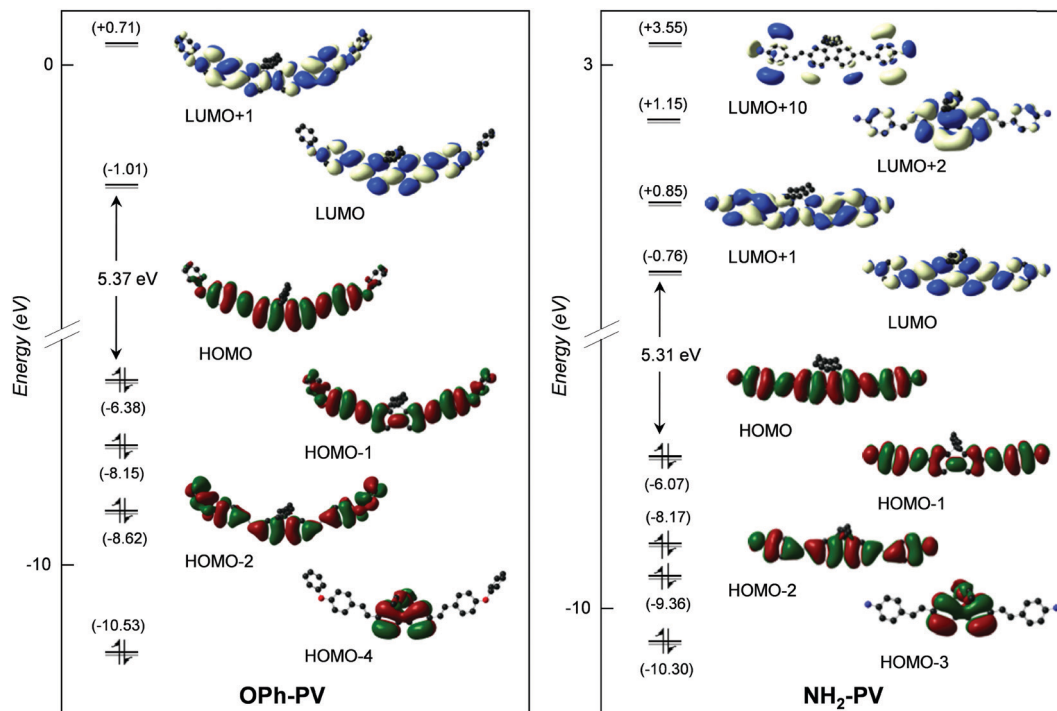 (+0.71)
0
LUMO+1
(-1.01)
LUMO
5.37 eV
Energy (eV)
HOMO
(-6.38)
HOMO-1
(-8.15)
(-8.62)
HOMO-2
-10
(-10.53)
HOMO-4
OPh-PV
(+3.55)
3
LUMO+10
(+1.15)
LUMO+2
(+0.85)
LUMO+1
(-0.76)
LUMO
Energy (eV)
5.31 eV
HOMO
(-6.07)
HOMO-1
(-8.17)
HOMO-2
(-9.36)
-10
HOMO-3
(-10.30)
NH₂-PV